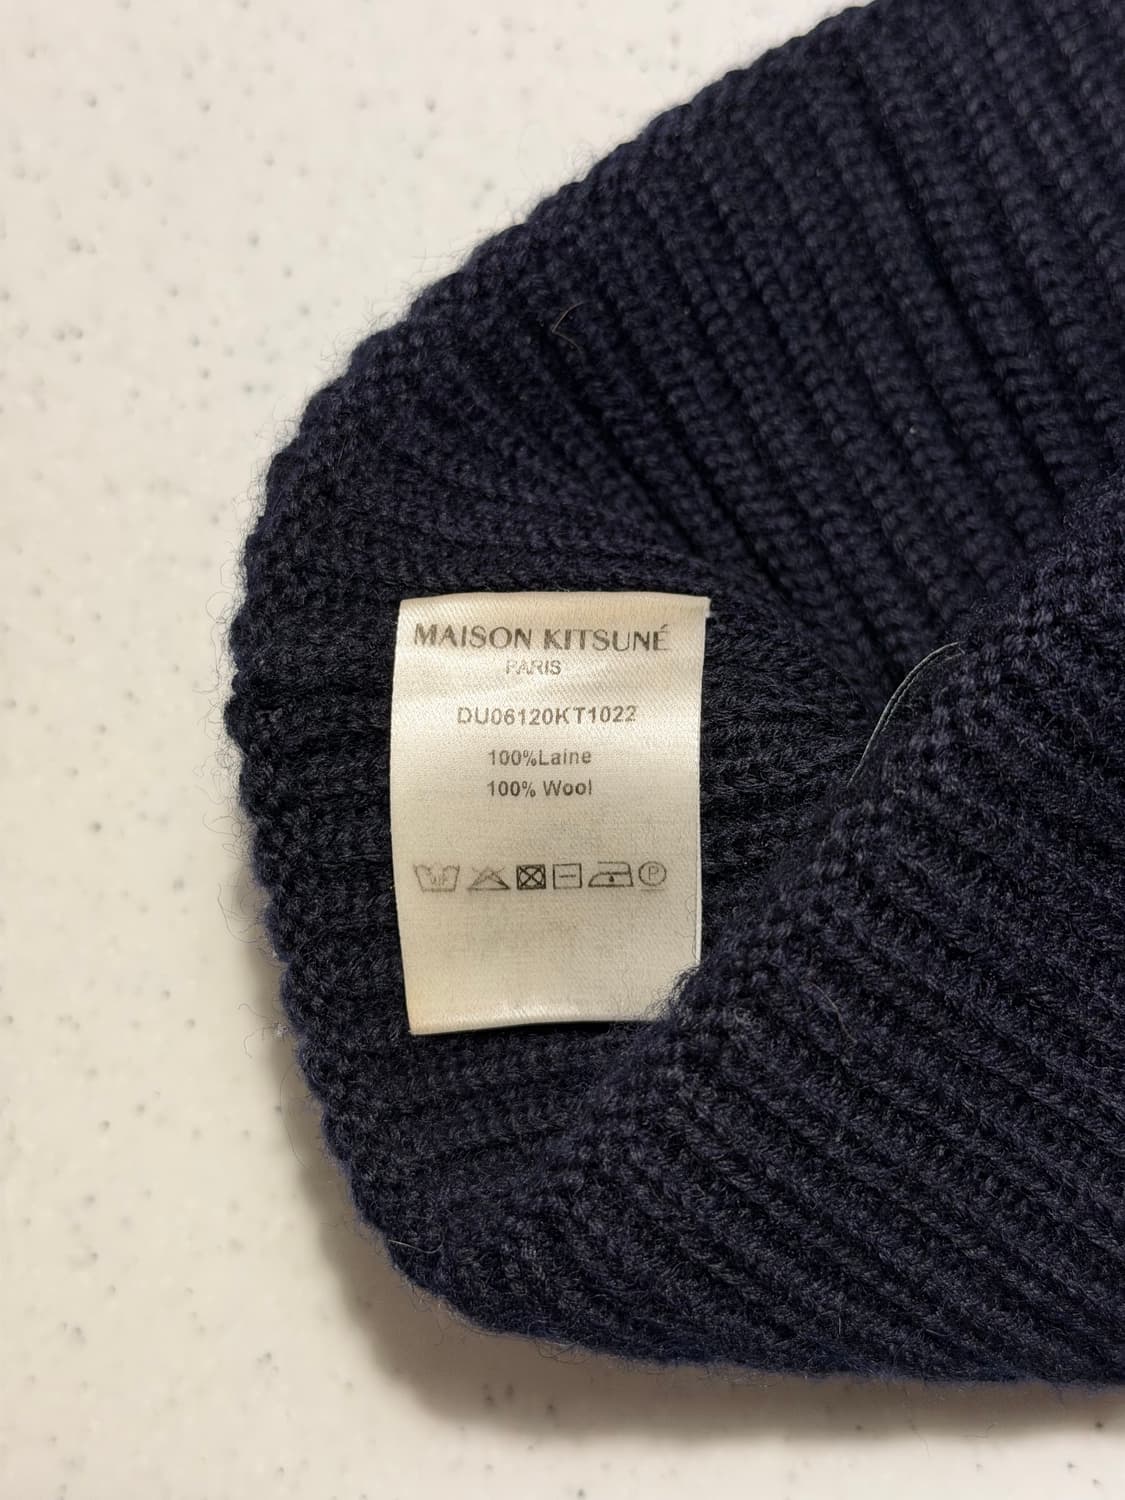 MAISON KITSUNÉ
PARIS
DU06120KT1022
100%Laine
100% Wool
P